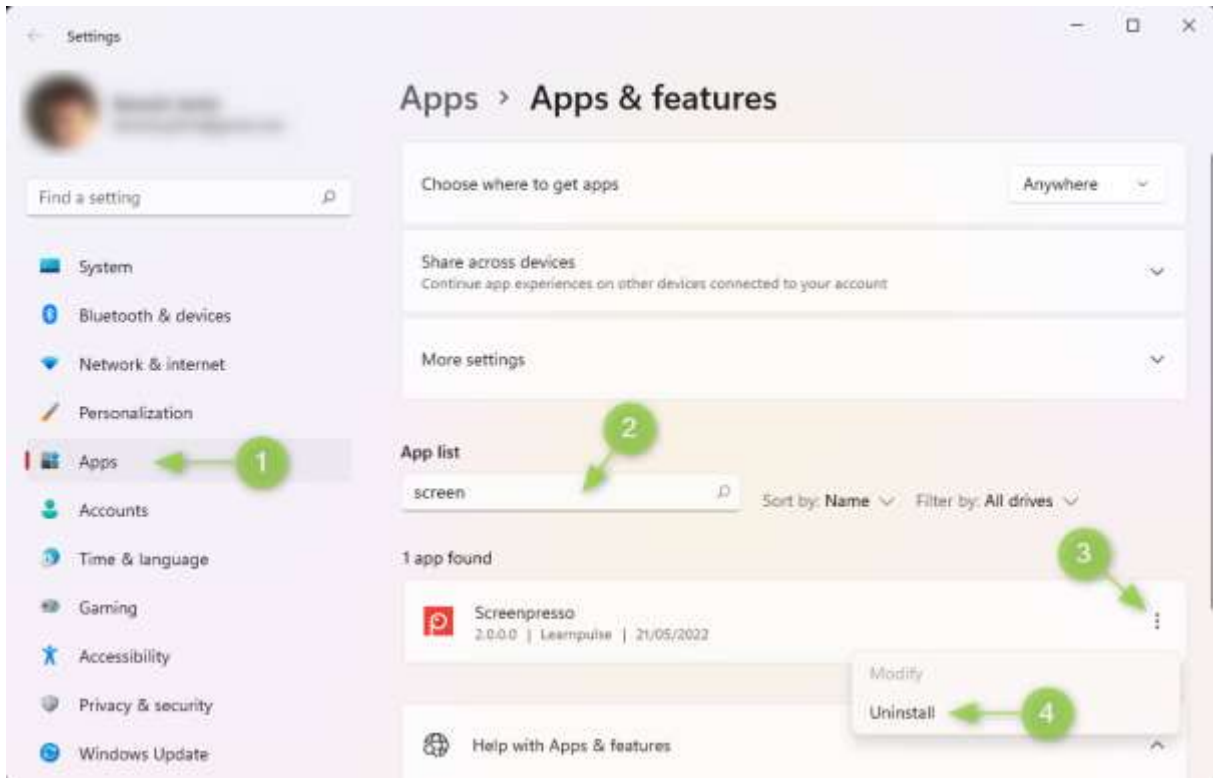 Settings
Apps > Apps & features
Find a setting
System
Bluetooth & devices
Network & internet
Personalization
Apps
1
Accounts
Time & language
Gaming
Accessibility
Privacy & security
Windows Update
Choose where to get apps
Anywhere
Share across devices
Continue app experiences on other devices connected to your account
More settings
2
App list
screen
Sort by: Name
Filter by: All drives
1 app found
3
Screenpresso
2.0.0.0 | Learnpulse | 21/05/2022
Modify
Uninstall
4
Help with Apps & features